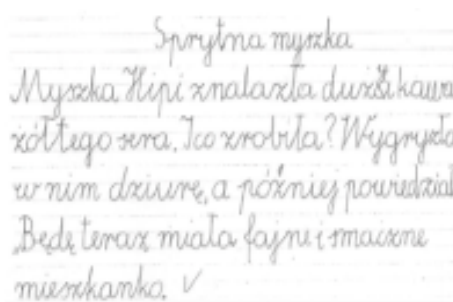 Sprytna myszka
Myszka Hipi znalazła duży kawa
żółtego sera. I co zrobiła? Wygryzła
w nim dziurę, a później powiedział
„Będę teraz miała fajne i smaczne
mieszkanko. ✓